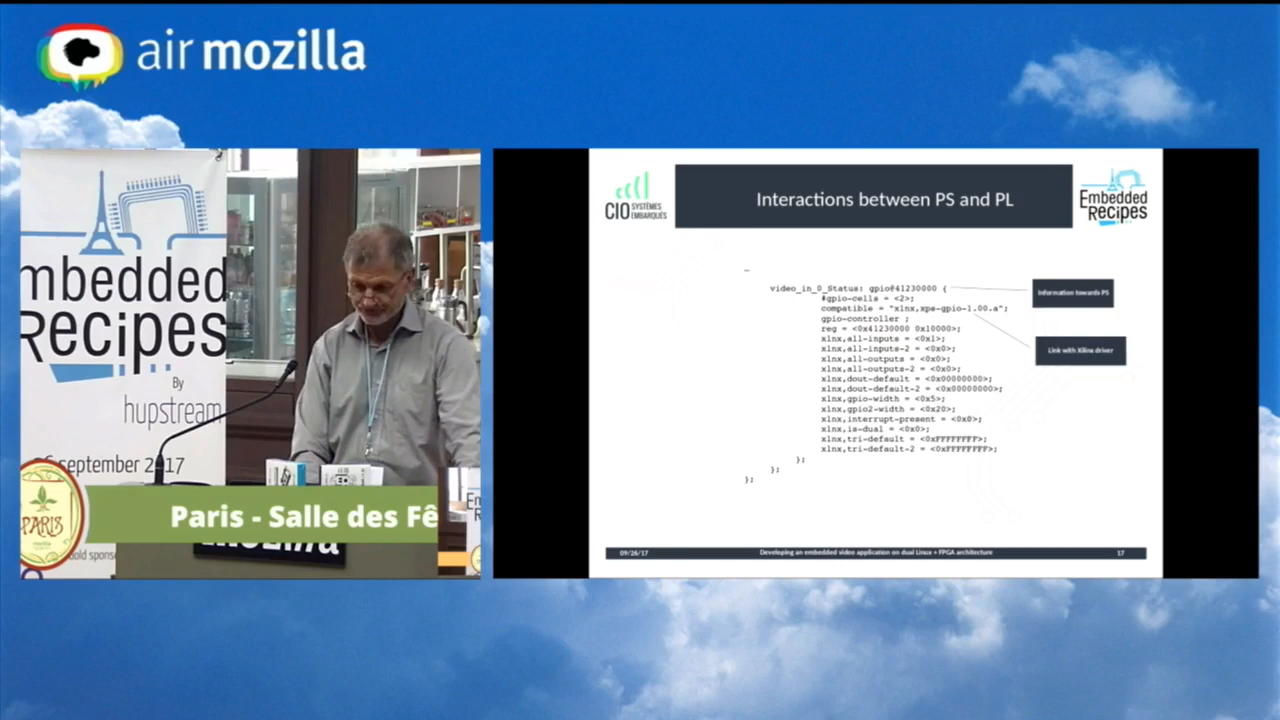 air mozilla
mbedded
Recipes
By
hupstream
september 2017
PARIS
mozilla
Paris - Salle des Fê
CIO SYSTÈMES
EMBARQUÉS
Interactions between PS and PL
Embedded
Recipes
video_in_0_Status: gpio@41230000 {
#gpio-cells = <2>;
compatible = "xlnx,xps-gpio-1.00.a";
gpio-controller ;
reg = <0x41230000 0x10000>;
xlnx,all-inputs = <0x1>;
xlnx,all-inputs-2 = <0x0>;
xlnx,all-outputs = <0x0>;
xlnx,all-outputs-2 = <0x0>;
xlnx,dout-default = <0x00000000>;
xlnx,dout-default-2 = <0x00000000>;
xlnx,gpio-width = <0x5>;
xlnx,gpio2-width = <0x20>;
xlnx,interrupt-present = <0x0>;
xlnx,is-dual = <0x0>;
xlnx,tri-default = <0xFFFFFFFF>;
xlnx,tri-default-2 = <0xFFFFFFFF>;
};
};
};
Information towards PS
Link with Xilinx driver
09/26/17 Developing an embedded video application on dual Linux + FPGA architecture 17